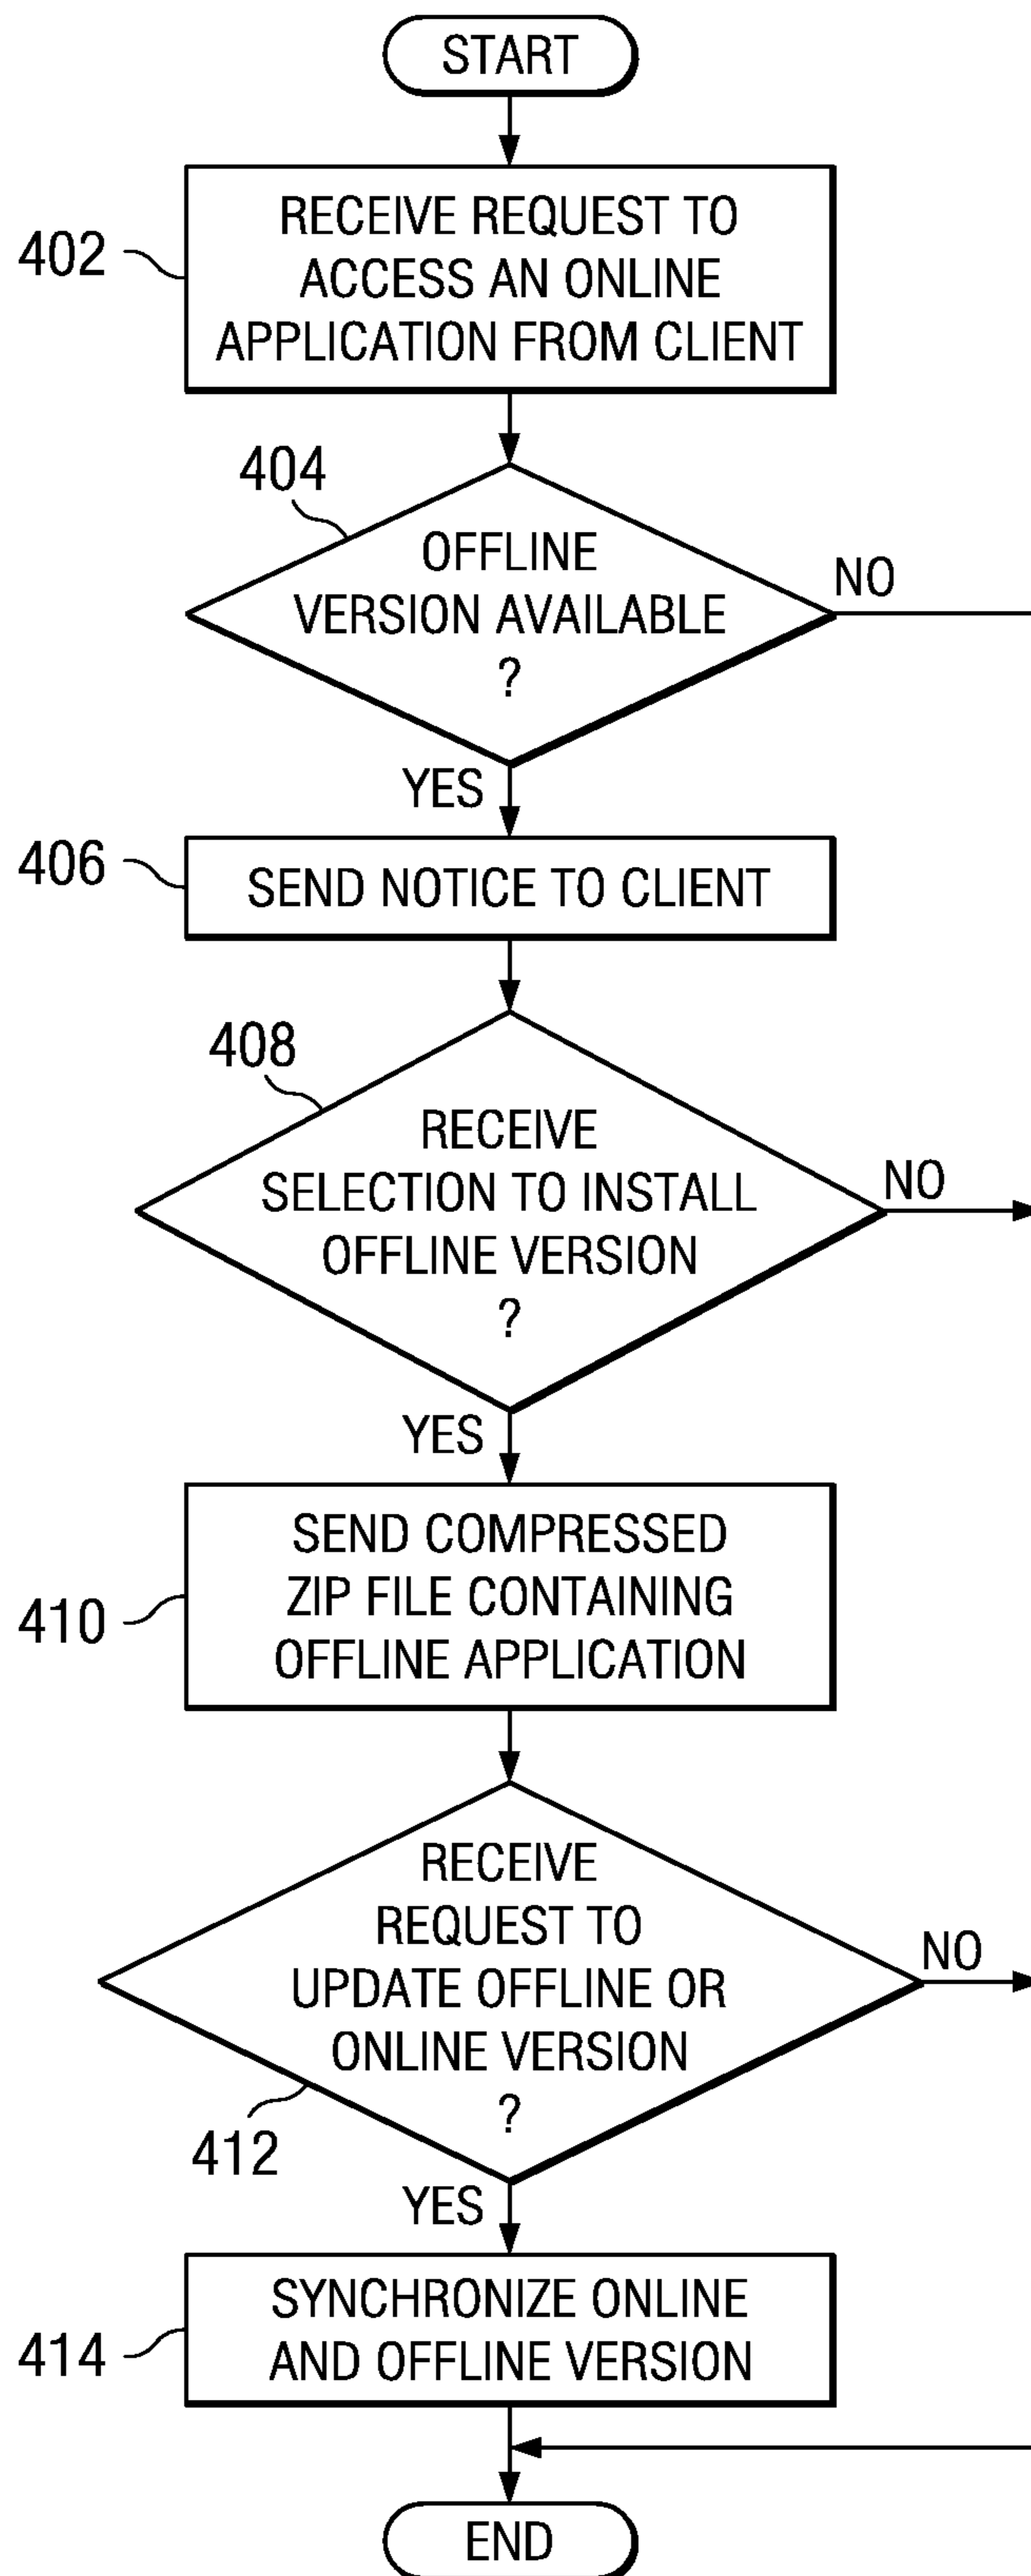 START
402
RECEIVE REQUEST TO
ACCESS AN ONLINE
APPLICATION FROM CLIENT
404
OFFLINE
VERSION AVAILABLE
?
NO
YES
406
SEND NOTICE TO CLIENT
408
RECEIVE
SELECTION TO INSTALL
OFFLINE VERSION
?
NO
YES
410
SEND COMPRESSED
ZIP FILE CONTAINING
OFFLINE APPLICATION
RECEIVE
REQUEST TO
UPDATE OFFLINE OR
ONLINE VERSION
?
NO
412
YES
414
SYNCHRONIZE ONLINE
AND OFFLINE VERSION
END